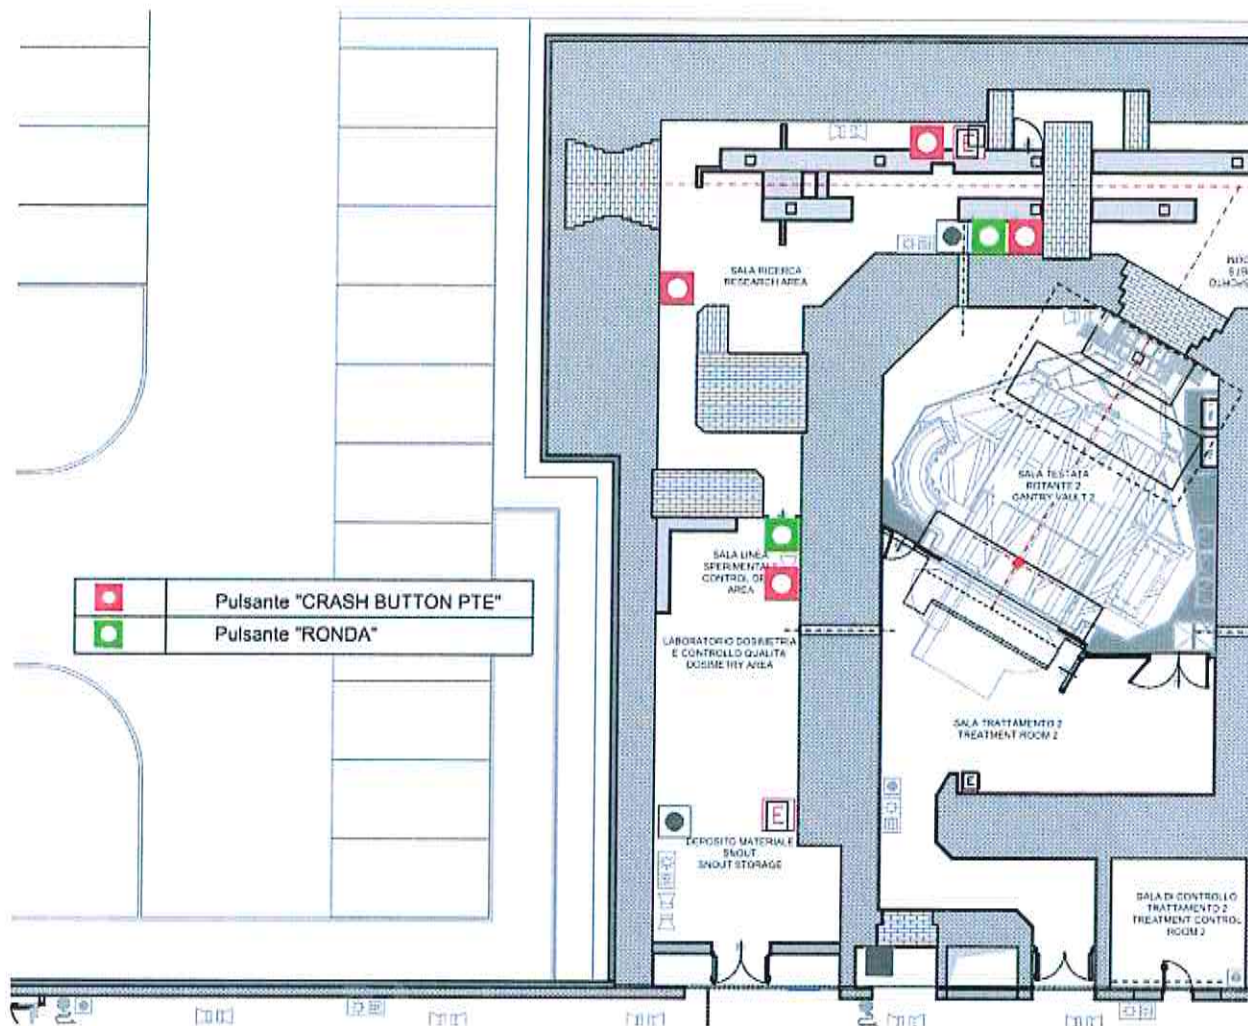 SALA RICERCA
RESEARCH AREA
SALA TESTATA
ROTANTE 2
GANTRY VAULT 2
SALA LINEA
SPERIMENTALE
AREA
Pulsante "CRASH BUTTON PTE"
Pulsante "RONDA"
LABORATORIO DOSIMETRIA
E CONTROLLO QUALITA
DOSIMETRY AREA
SALA TRATTAMENTO 2
TREATMENT ROOM 2
E
E
DEPOSITO MATERIALE
SNOUT
SNOUT STORAGE
SALA DI CONTROLLO
TRATTAMENTO 2
TREATMENT CONTROL
ROOM 2